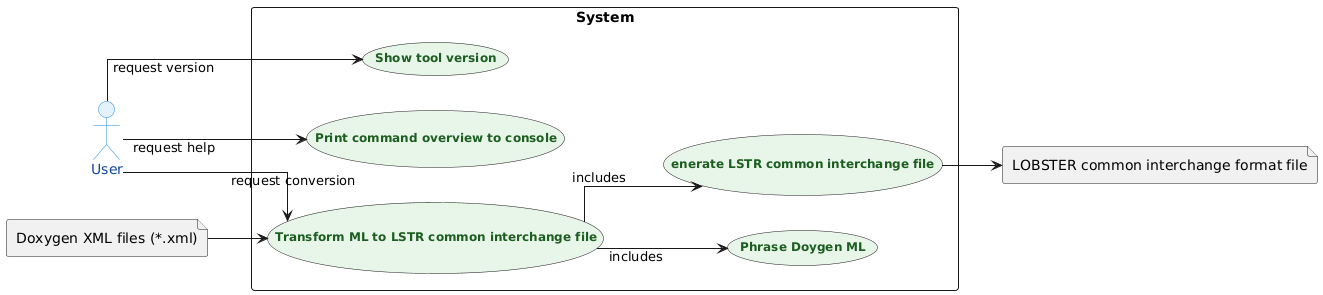 System
Show tool version
request version
Print command overview to console
request help
User
enerate LSTR common interchange file
LOBSTER common interchange format file
includes
request conversion
Doxygen XML files (*.xml)
Transform ML to LSTR common interchange file
Phrase Doygen ML
includes